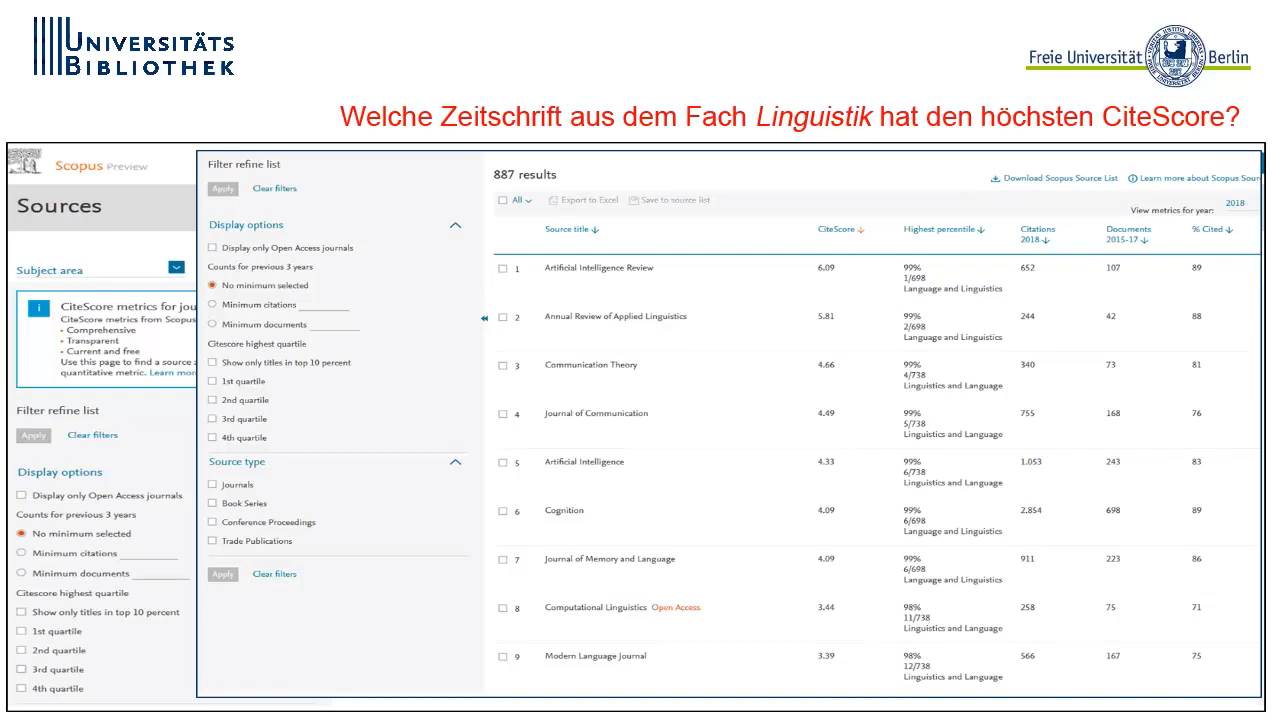 UNIVERSITÄTS
BIBLIOTHEK
Freie Universität Berlin
Welche Zeitschrift aus dem Fach Linguistik hat den höchsten CiteScore?
Scopus Preview
Sources
Subject area
i CiteScore metrics for jou
CiteScore metrics from Scopus
• Comprehensive
• Transparent
• Current and free
Use this page to find a source
quantitative metric. Learn mor
Filter refine list
Apply Clear filters
Display options
Display only Open Access journals
Counts for previous 3 years
No minimum selected
Minimum citations
Minimum documents
Citescore highest quartile
Show only titles in top 10 percent
1st quartile
2nd quartile
3rd quartile
4th quartile
Filter refine list
Apply Clear filters
Display options
Display only Open Access journals
Counts for previous 3 years
No minimum selected
Minimum citations
Minimum documents
Citescore highest quartile
Show only titles in top 10 percent
1st quartile
2nd quartile
3rd quartile
4th quartile
Source type
Journals
Book Series
Conference Proceedings
Trade Publications
Apply Clear filters
887 results
Download Scopus Source List Learn more about Scopus Sour
All Export to Excel Save to source list
View metrics for year: 2018
Source title CiteScore Highest percentile Citations 2018 Documents 2015-17 % Cited
1 Artificial Intelligence Review 6.09 99% 652 107 89
1/698
Language and Linguistics
2 Annual Review of Applied Linguistics 5.81 99% 244 42 88
2/698
Language and Linguistics
3 Communication Theory 4.66 99% 340 73 81
4/738
Linguistics and Language
4 Journal of Communication 4.49 99% 755 168 76
5/738
Linguistics and Language
5 Artificial Intelligence 4.33 99% 1.053 243 83
6/738
Linguistics and Language
6 Cognition 4.09 99% 2.854 698 89
6/698
Language and Linguistics
7 Journal of Memory and Language 4.09 99% 911 223 86
6/698
Language and Linguistics
8 Computational Linguistics Open Access 3.44 98% 258 75 71
11/738
Linguistics and Language
9 Modern Language Journal 3.39 98% 566 167 75
12/738
Linguistics and Language